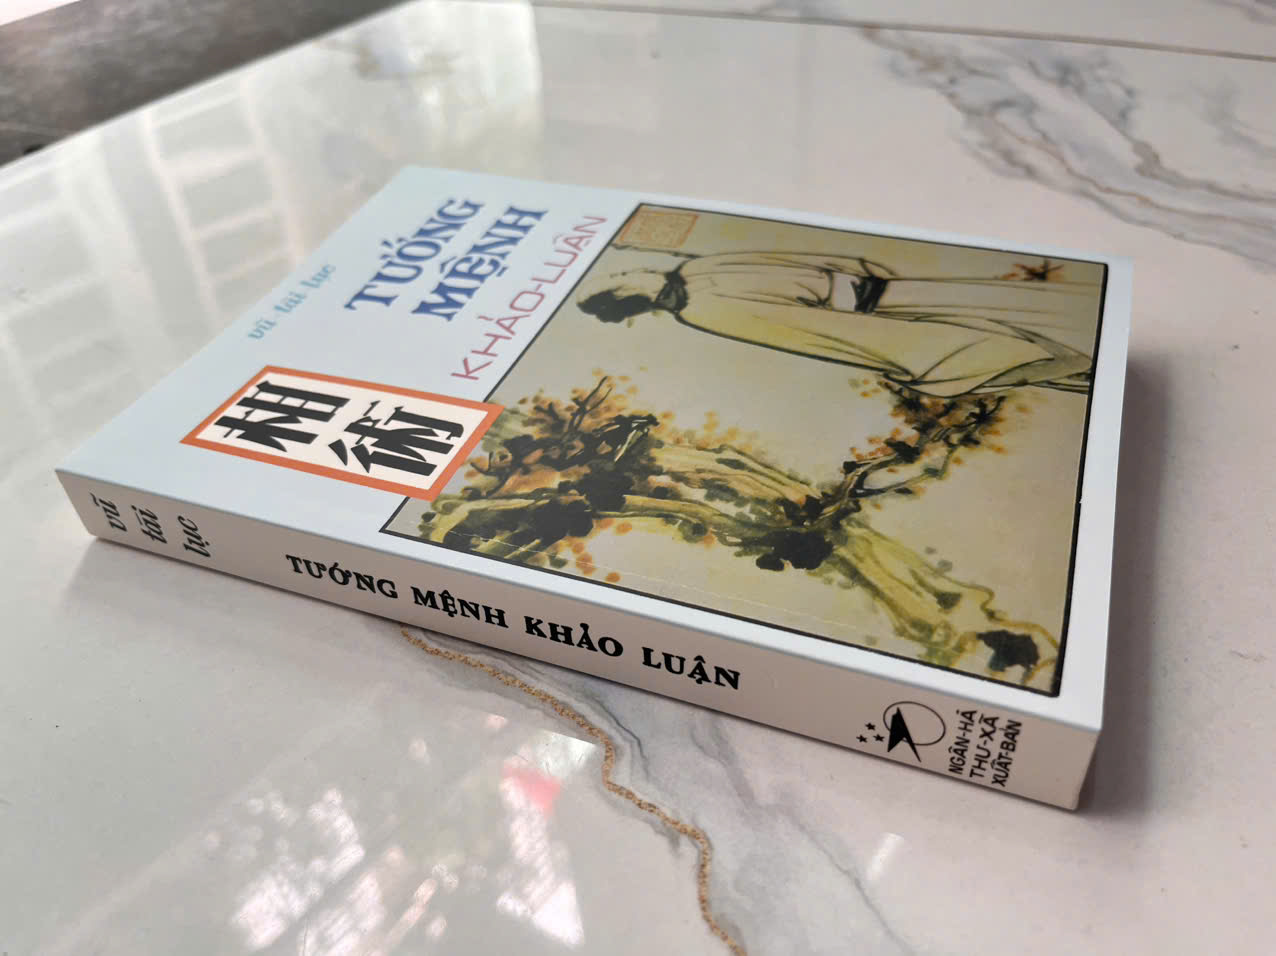 vũ tài lục
TƯỚNG
MỆNH
KHẢO-LUẬN
相
術
vũ
tài
lục
TƯỚNG MỆNH KHẢO LUẬN
NGÂN-HÀ
THƯ-XÃ
XUẤT-BẢN